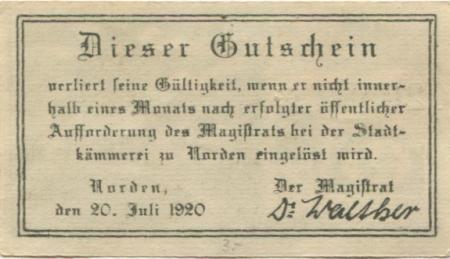 Dieser Gutschein
verliert seine Gültigkeit, wenn er nicht inner-
halb eines Monats nach erfolgter öffentlicher
Aufforderung des Magistrats bei der Stadt-
kämmerei zu Norden eingelöst wird.
Norden, Der Magistrat
den 20. Juli 1920 Dr. Walther
3.-